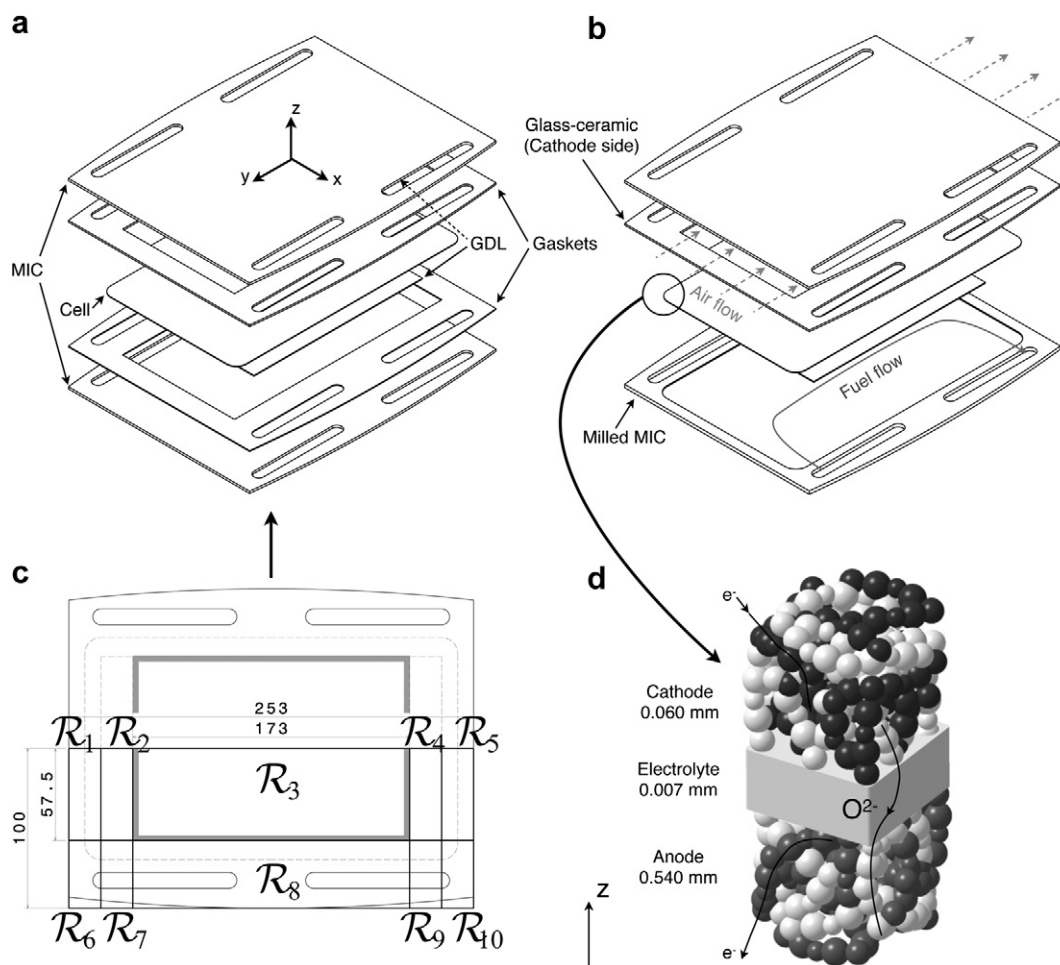 a
z
y
x
MIC
Cell
GDL
Gaskets
b
Glass-ceramic
(Cathode side)
Air flow
Fuel flow
Milled MIC
c
253
173
R1 R2 R4 R5
R3
57.5
100
R8
R6 R7 R9 R10
d
e-
Cathode
0.060 mm
Electrolyte
0.007 mm
O2-
Anode
0.540 mm
z
e-